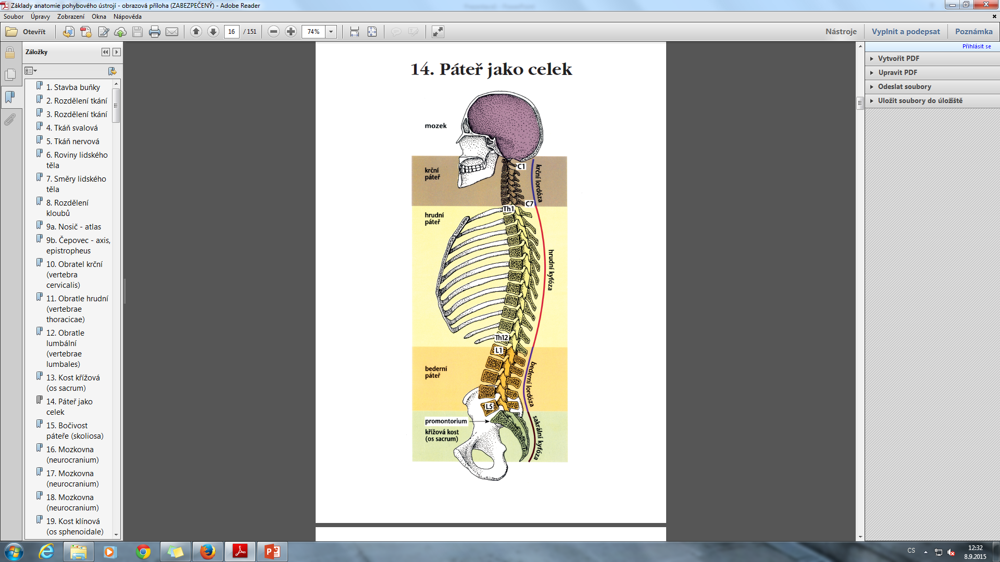 Základy anatomie pohybového ústrojí - obrazová příloha (ZABEZPEČENÝ) - Adobe Reader
Soubor Úpravy Zobrazení Okna Nápověda
Otevřít 16 / 151 74% Nástroje Vyplnit a podepsat Poznámka
Záložky
1. Stavba buňky
2. Rozdělení tkání
3. Rozdělení tkání
4. Tkáň svalová
5. Tkáň nervová
6. Roviny lidského
těla
7. Směry lidského
těla
8. Rozdělení
kloubů
9a. Nosič - atlas
9b. Čepovec - axis,
epistropheus
10. Obratel krční
(vertebra
cervicalis)
11. Obratle hrudní
(vertebrae
thoracicae)
12. Obratle
lumbální
(vertebrae
lumbales)
13. Kost křížová
(os sacrum)
14. Páteř jako
celek
15. Bočivost
páteře (skoliosa)
16. Mozkovna
(neurocranium)
17. Mozkovna
(neurocranium)
18. Mozkovna
(neurocranium)
19. Kost klínová
(os sphenoidale)
14. Páteř jako celek
mozek
krční
páteř
C1
krční lordóza
C7
Th1
hrudní
páteř
hrudní kyfóza
Th12
L1
bederní
páteř
bederní lordóza
L5
promontorium
křížová kost
(os sacrum)
sakrální kyfóza
Přihlásit se
Vytvořit PDF
Upravit PDF
Odeslat soubory
Uložit soubory do úložiště
CS
12:32
8.9.2015